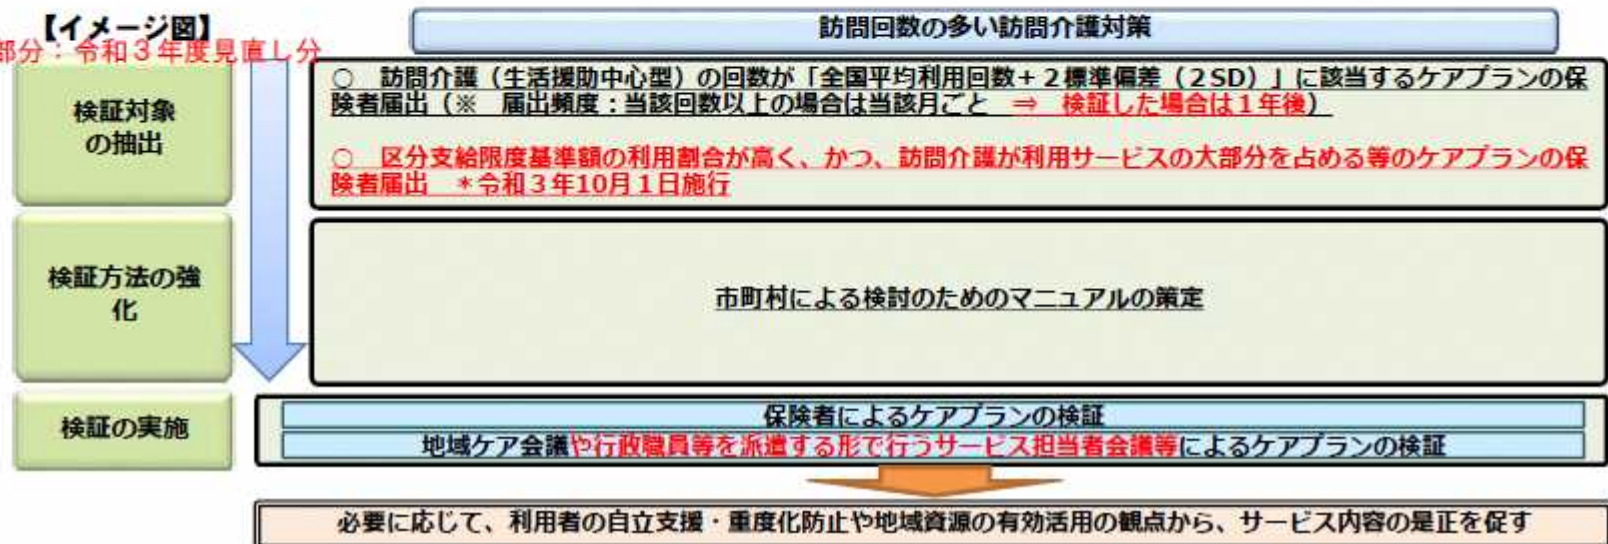 【イメージ図】
部分：令和３年度見直し分
訪問回数の多い訪問介護対策
検証対象
の抽出
○　訪問介護（生活援助中心型）の回数が「全国平均利用回数＋２標準偏差（２SD）」に該当するケアプランの保
険者届出（※　届出頻度：当該回数以上の場合は当該月ごと　⇒　検証した場合は１年後）
○　区分支給限度基準額の利用割合が高く、かつ、訪問介護が利用サービスの大部分を占める等のケアプランの保
険者届出　＊令和３年10月１日施行
検証方法の強
化
市町村による検討のためのマニュアルの策定
検証の実施
保険者によるケアプランの検証
地域ケア会議や行政職員等を派遣する形で行うサービス担当者会議等によるケアプランの検証
必要に応じて、利用者の自立支援・重度化防止や地域資源の有効活用の観点から、サービス内容の是正を促す